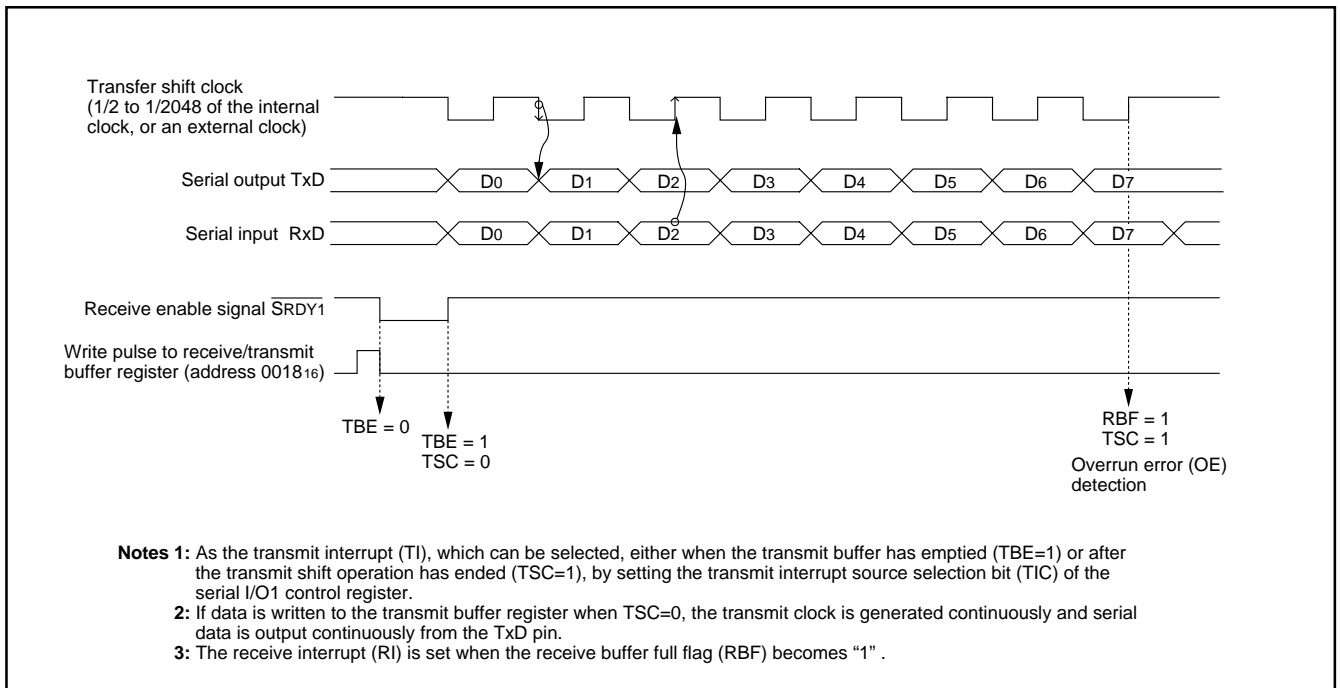 Transfer shift clock
(1/2 to 1/2048 of the internal
clock, or an external clock)
Serial output TxD
D0 D1 D2 D3 D4 D5 D6 D7
Serial input RxD
D0 D1 D2 D3 D4 D5 D6 D7
Receive enable signal SRDY1
Write pulse to receive/transmit
buffer register (address 001816)
TBE = 0
TBE = 1
TSC = 0
RBF = 1
TSC = 1
Overrun error (OE)
detection
Notes 1: As the transmit interrupt (TI), which can be selected, either when the transmit buffer has emptied (TBE=1) or after
the transmit shift operation has ended (TSC=1), by setting the transmit interrupt source selection bit (TIC) of the
serial I/O1 control register.
2: If data is written to the transmit buffer register when TSC=0, the transmit clock is generated continuously and serial
data is output continuously from the TxD pin.
3: The receive interrupt (RI) is set when the receive buffer full flag (RBF) becomes “1” .